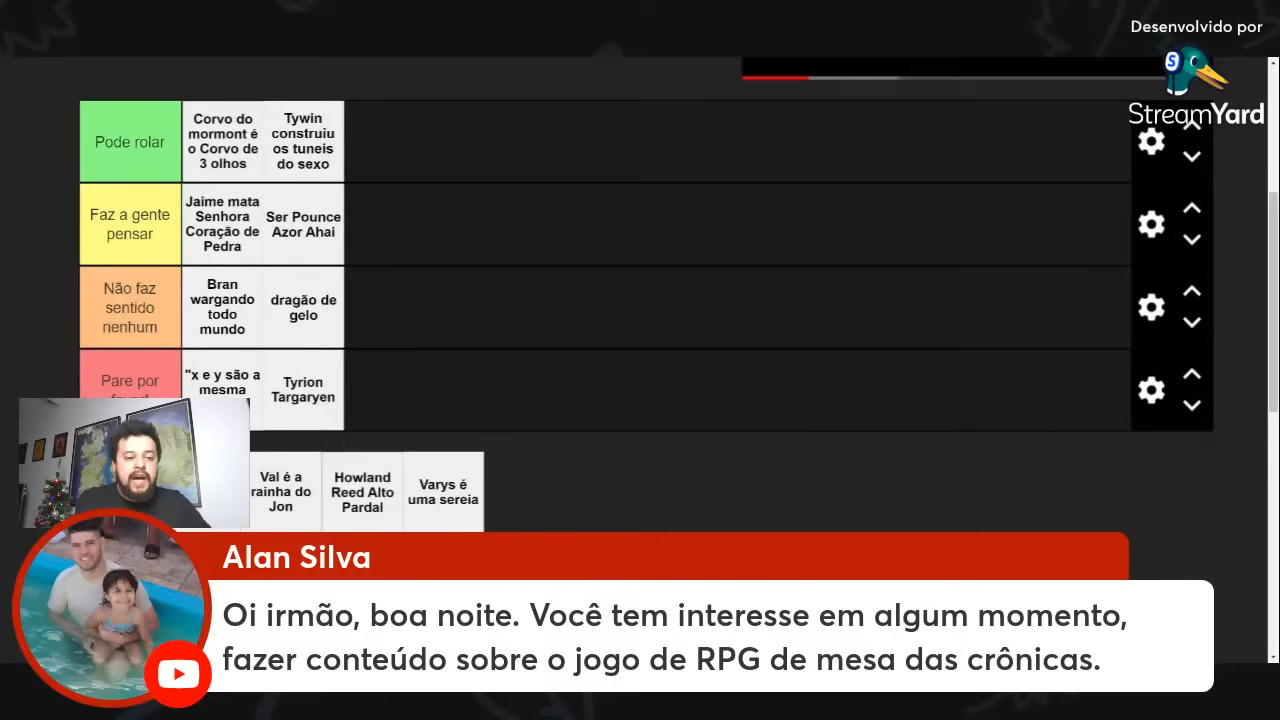 Desenvolvido por
StreamYard
Pode rolar
Corvo do
mormont é
o Corvo de
3 olhos
Tywin
construiu
os tuneis
do sexo
Faz a gente
pensar
Jaime mata
Senhora
Coração de
Pedra
Ser Pounce
Azor Ahai
Não faz
sentido
nenhum
Bran
wargando
todo
mundo
dragão de
gelo
Pare por
"x e y são a
mesma
Tyrion
Targaryen
Val é a
rainha do
Jon
Howland
Reed Alto
Pardal
Varys é
uma sereia
Alan Silva
Oi irmão, boa noite. Você tem interesse em algum momento,
fazer conteúdo sobre o jogo de RPG de mesa das crônicas.